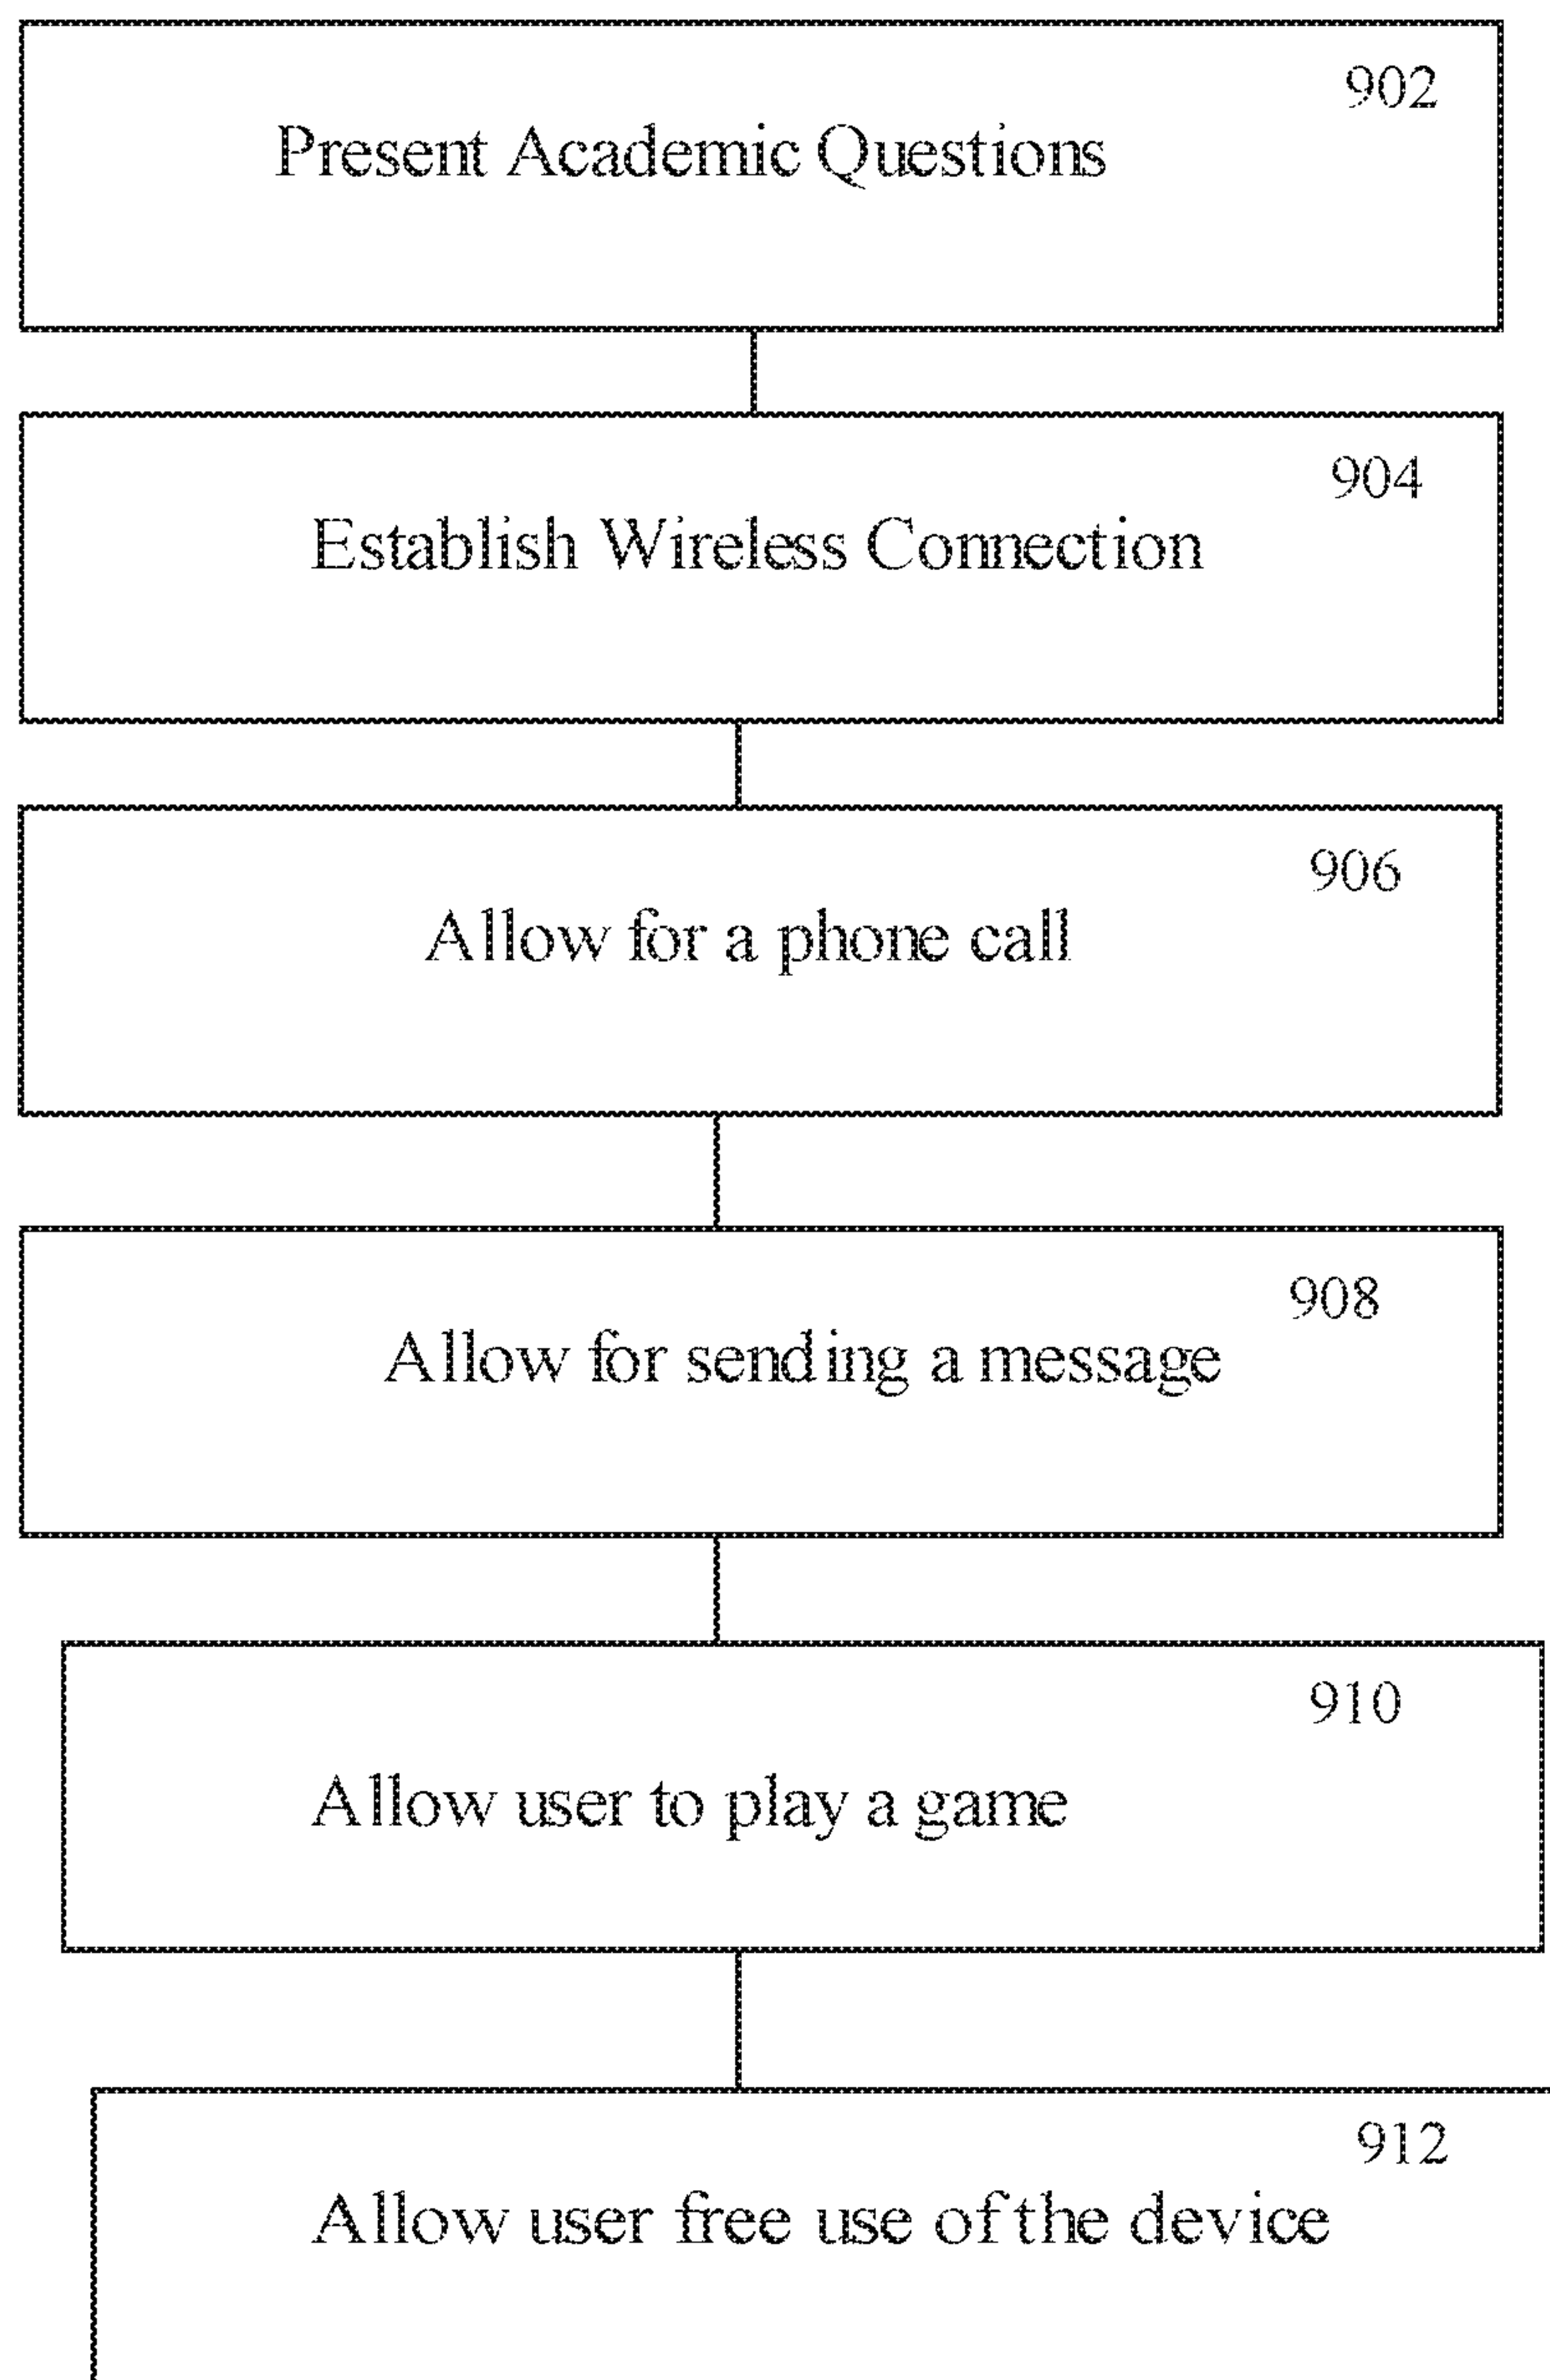 902
Present Academic Questions
904
Establish Wireless Connection
906
Allow for a phone call
908
Allow for sending a message
910
Allow user to play a game
912
Allow user free use of the device